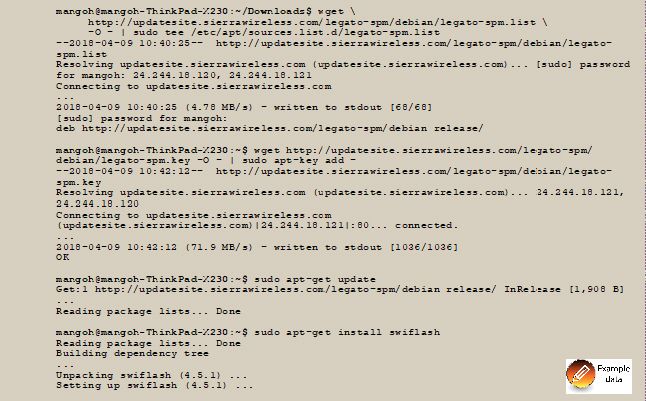 mangoh@mangoh-ThinkPad-X230:~/Downloads$ wget \
http://updatesite.sierrawireless.com/legato-spm/debian/legato-spm.list \
-O - | sudo tee /etc/apt/sources.list.d/legato-spm.list
--2018-04-09 10:40:25--  http://updatesite.sierrawireless.com/legato-spm/debian/legato-
spm.list
Resolving updatesite.sierrawireless.com (updatesite.sierrawireless.com)... [sudo] password
for mangoh: 24.244.18.120, 24.244.18.121
Connecting to updatesite.sierrawireless.com
...
2018-04-09 10:40:25 (4.78 MB/s) - written to stdout [68/68]
[sudo] password for mangoh:
deb http://updatesite.sierrawireless.com/legato-spm/debian release/
mangoh@mangoh-ThinkPad-X230:~$ wget http://updatesite.sierrawireless.com/legato-spm/
debian/legato-spm.key -O - | sudo apt-key add -
--2018-04-09 10:42:12--  http://updatesite.sierrawireless.com/legato-spm/debian/legato-
spm.key
Resolving updatesite.sierrawireless.com (updatesite.sierrawireless.com)... 24.244.18.121,
24.244.18.120
Connecting to updatesite.sierrawireless.com
(updatesite.sierrawireless.com)|24.244.18.121|:80... connected.
...
2018-04-09 10:42:12 (71.9 MB/s) - written to stdout [1036/1036]
OK
mangoh@mangoh-ThinkPad-X230:~$ sudo apt-get update
Get:1 http://updatesite.sierrawireless.com/legato-spm/debian release/ InRelease [1,908 B]
...
Reading package lists... Done
mangoh@mangoh-ThinkPad-X230:~$ sudo apt-get install swiflash
Reading package lists... Done
Building dependency tree
...
Unpacking swiflash (4.5.1) ...
Setting up swiflash (4.5.1) ...
Example
data